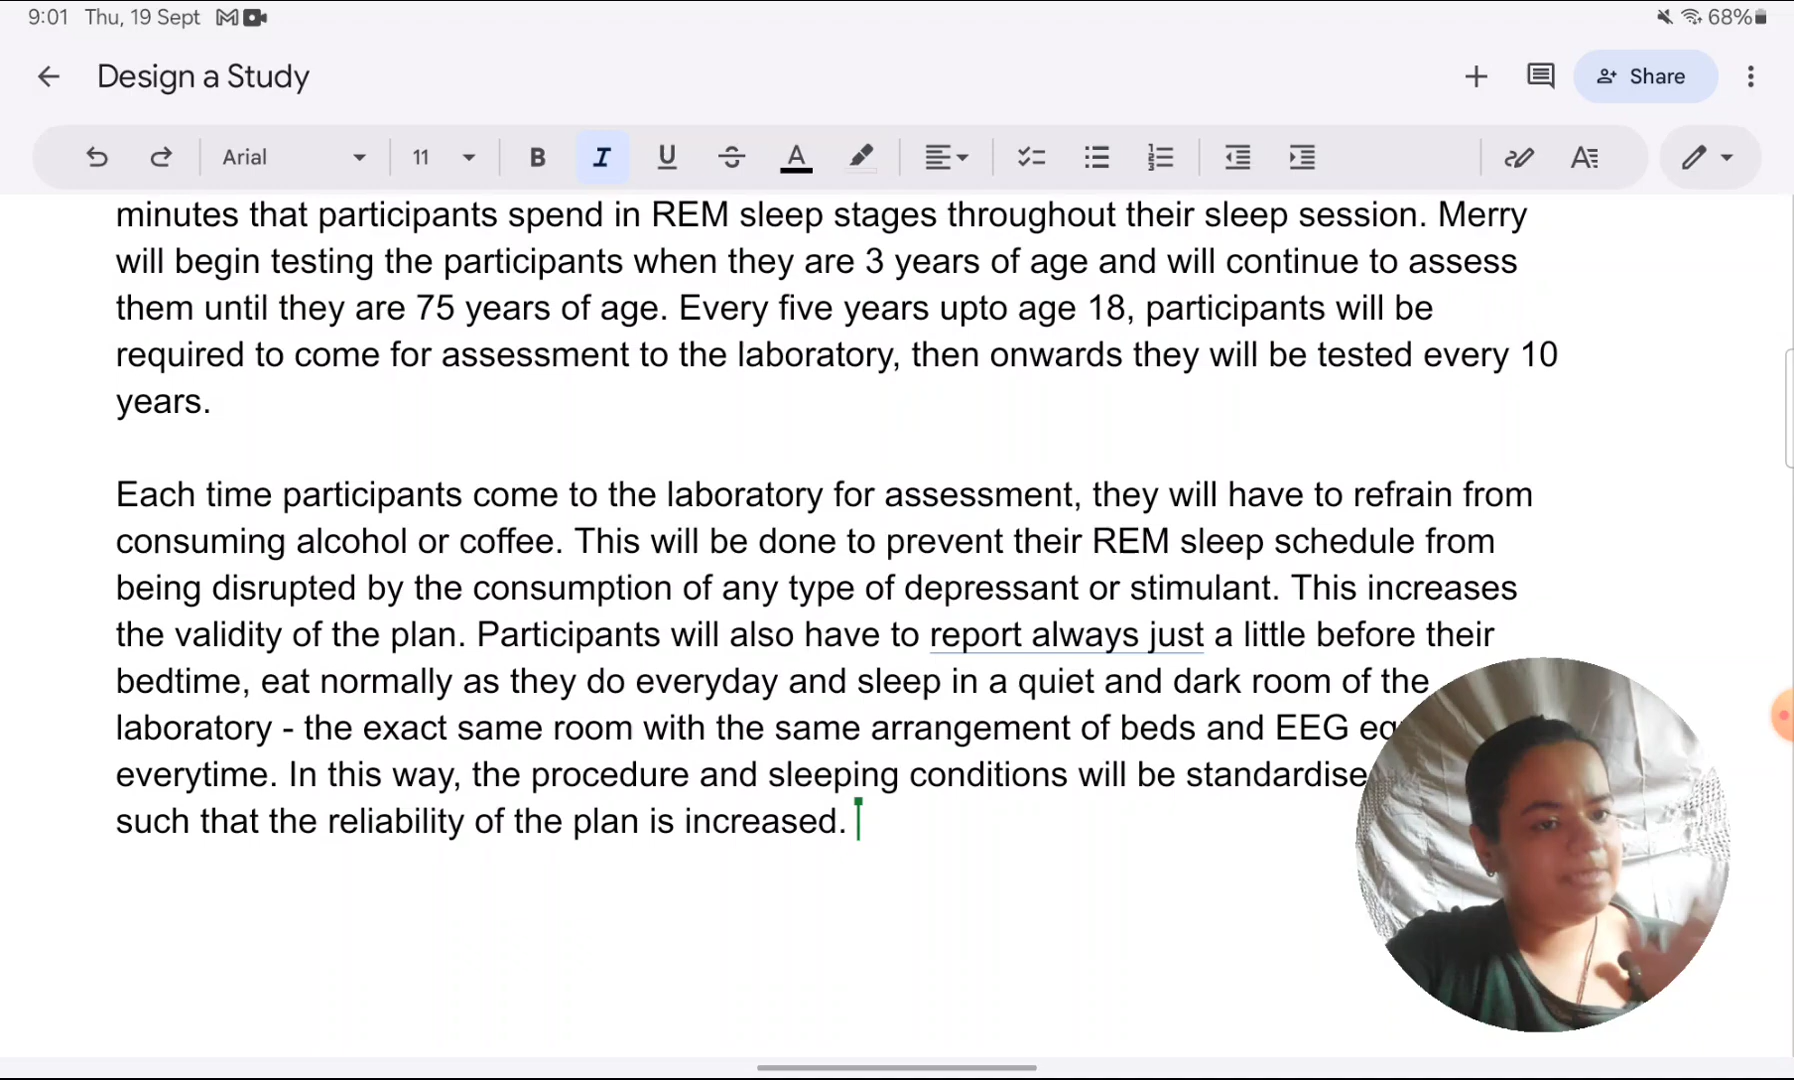 9:01 Thu, 19 Sept
68%
Design a Study
Share
Arial
11
B I U S A
minutes that participants spend in REM sleep stages throughout their sleep session. Merry
will begin testing the participants when they are 3 years of age and will continue to assess
them until they are 75 years of age. Every five years upto age 18, participants will be
required to come for assessment to the laboratory, then onwards they will be tested every 10
years.
Each time participants come to the laboratory for assessment, they will have to refrain from
consuming alcohol or coffee. This will be done to prevent their REM sleep schedule from
being disrupted by the consumption of any type of depressant or stimulant. This increases
the validity of the plan. Participants will also have to report always just a little before their
bedtime, eat normally as they do everyday and sleep in a quiet and dark room of the
laboratory - the exact same room with the same arrangement of beds and EEG
everytime. In this way, the procedure and sleeping conditions will be
such that the reliability of the plan is increased.